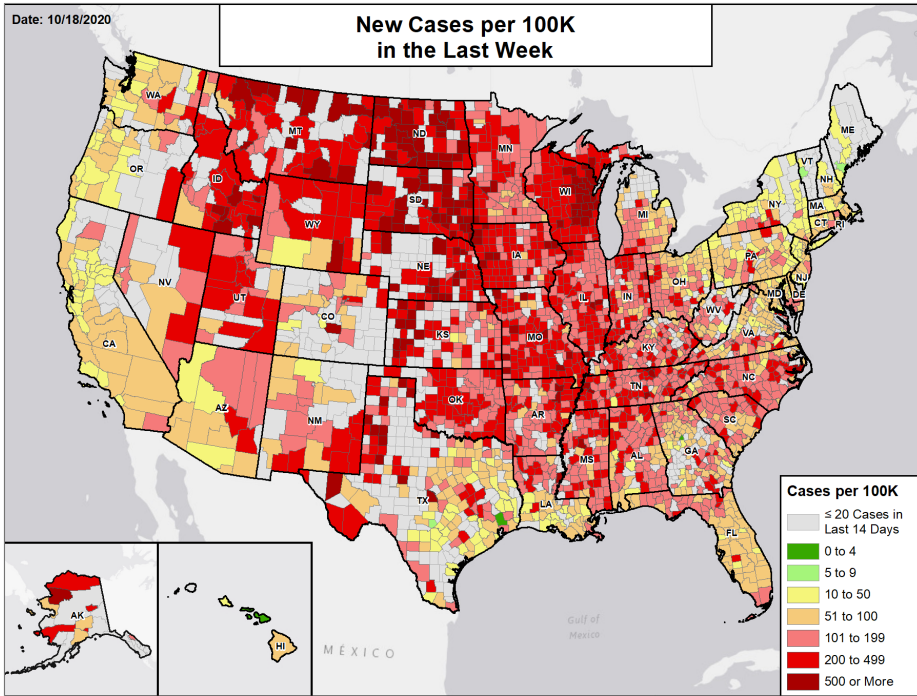 Date: 10/18/2020
New Cases per 100K
in the Last Week
WA
MT
ND
MN
ME
OR
ID
SD
WI
VT
NH
WY
MI
NY
MA
CT
RI
IA
NE
PA
NV
UT
IL
IN
OH
NJ
MD
DE
CO
WV
CA
KS
MO
KY
VA
TN
NC
AZ
NM
OK
AR
SC
MS
AL
GA
TX
LA
FL
AK
HI
Gulf of
Mexico
MÉXICO
Cases per 100K
≤ 20 Cases in
Last 14 Days
0 to 4
5 to 9
10 to 50
51 to 100
101 to 199
200 to 499
500 or More